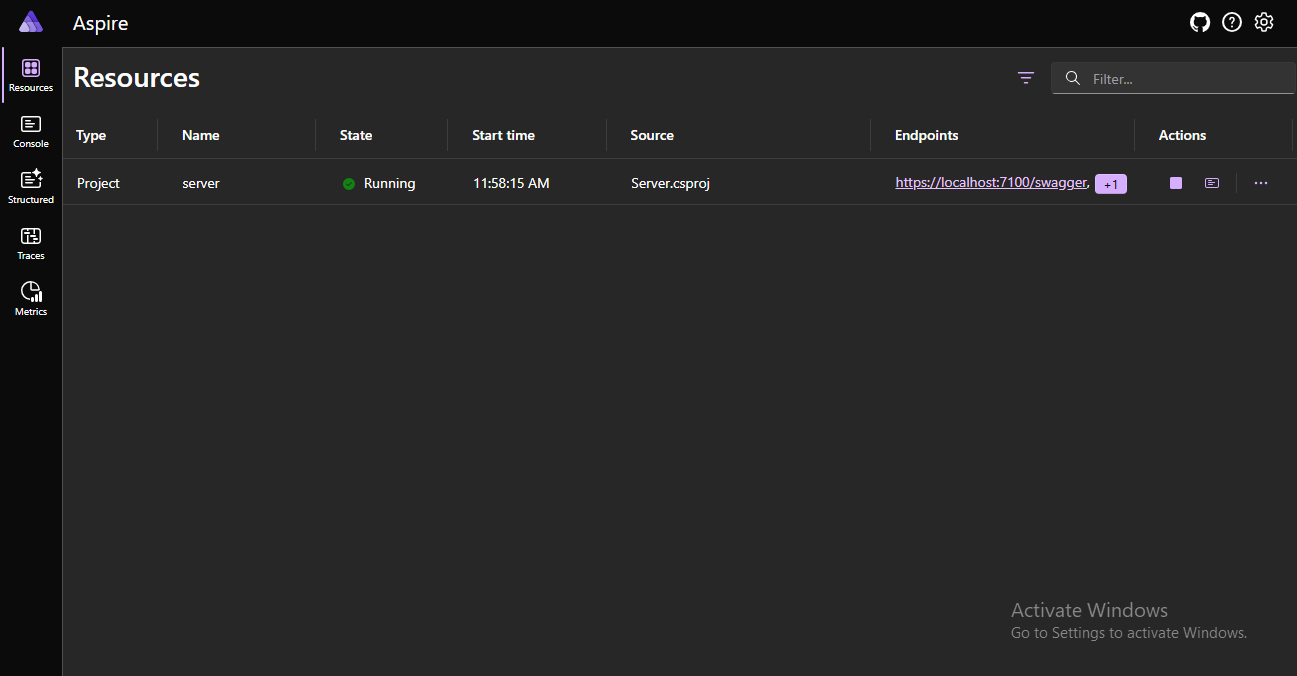 Aspire
Resources
Filter...
Resources
Console
Structured
Traces
Metrics
Type Name State Start time Source Endpoints Actions
Project server Running 11:58:15 AM Server.csproj https://localhost:7100/swagger, +1
Activate Windows
Go to Settings to activate Windows.